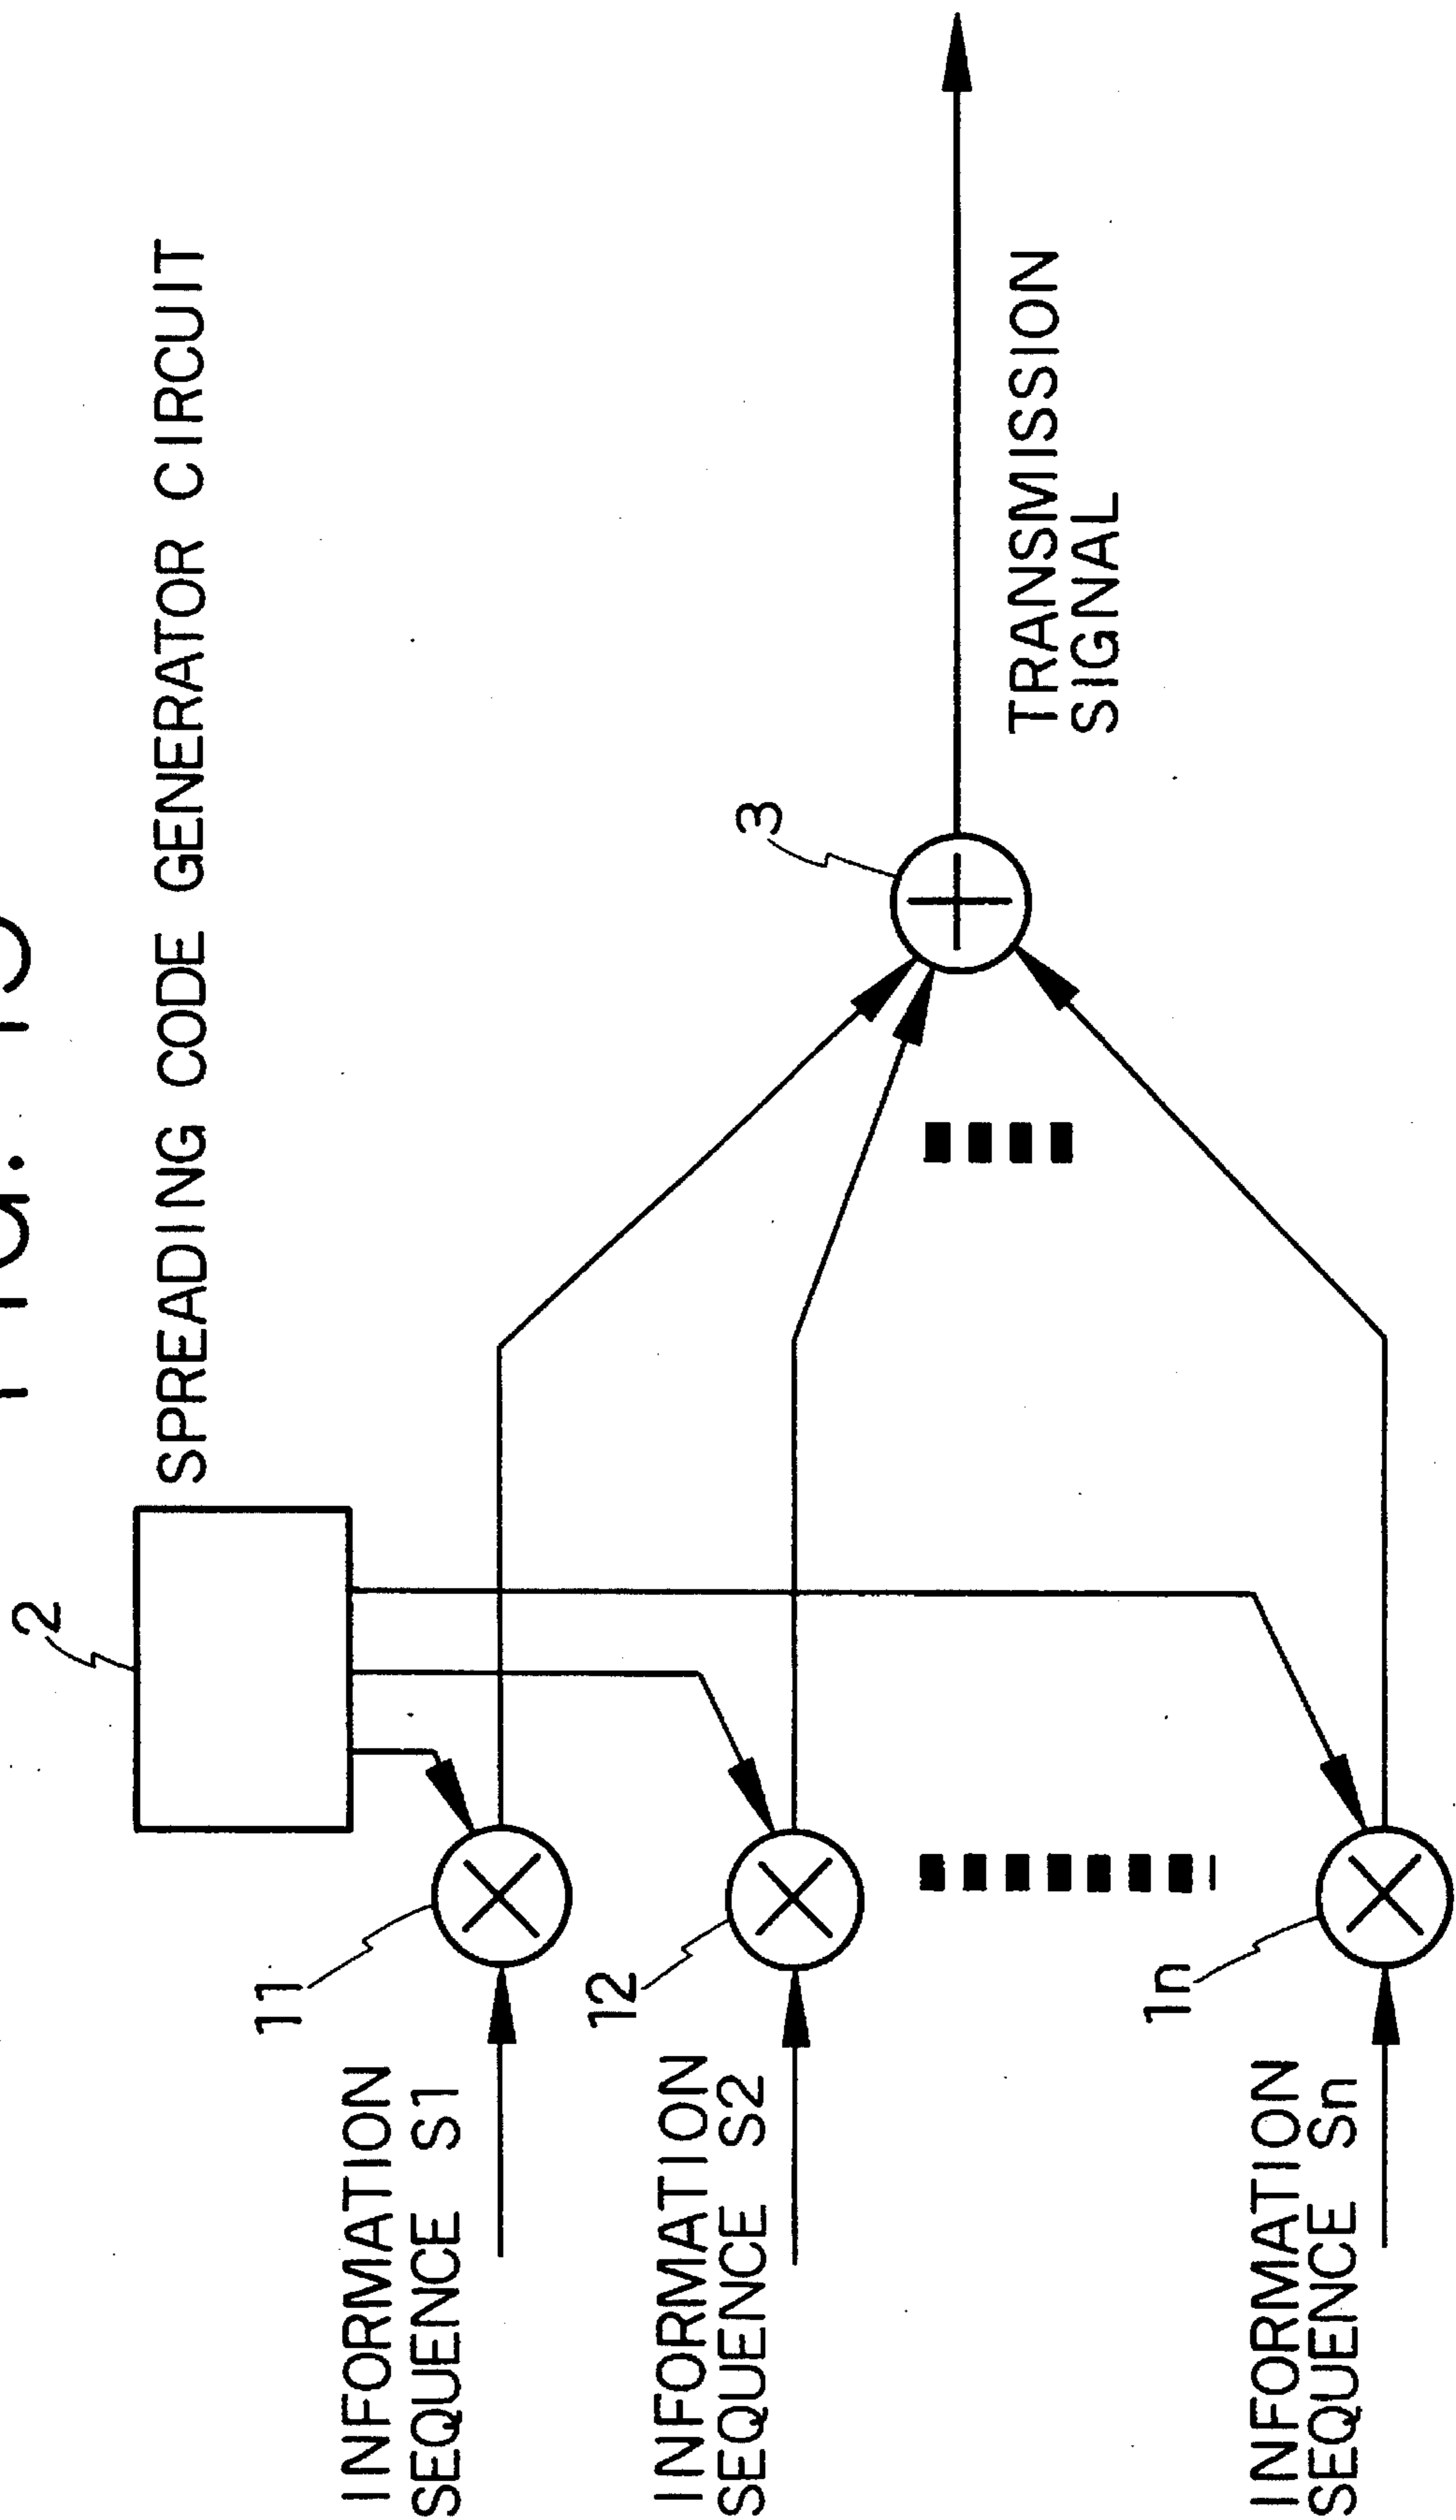 2
SPREADING CODE GENERATOR CIRCUIT
11
INFORMATION
SEQUENCE S1
12
INFORMATION
SEQUENCE S2
3
TRANSMISSION
SIGNAL
1n
INFORMATION
SEQUENCE Sn